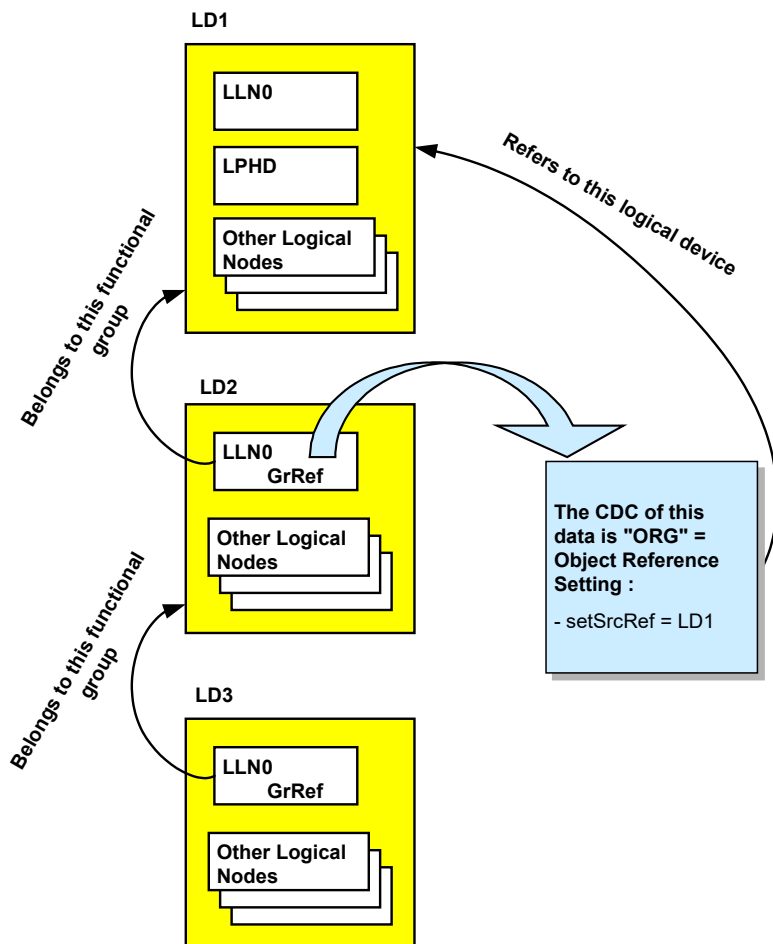 LD1
LLN0
LPHD
Other Logical
Nodes
Refers to this logical device
Belongs to this functional
group
LD2
LLN0
GrRef
Other Logical
Nodes
The CDC of this
data is "ORG" =
Object Reference
Setting :
- setSrcRef = LD1
Belongs to this functional
group
LD3
LLN0
GrRef
Other Logical
Nodes